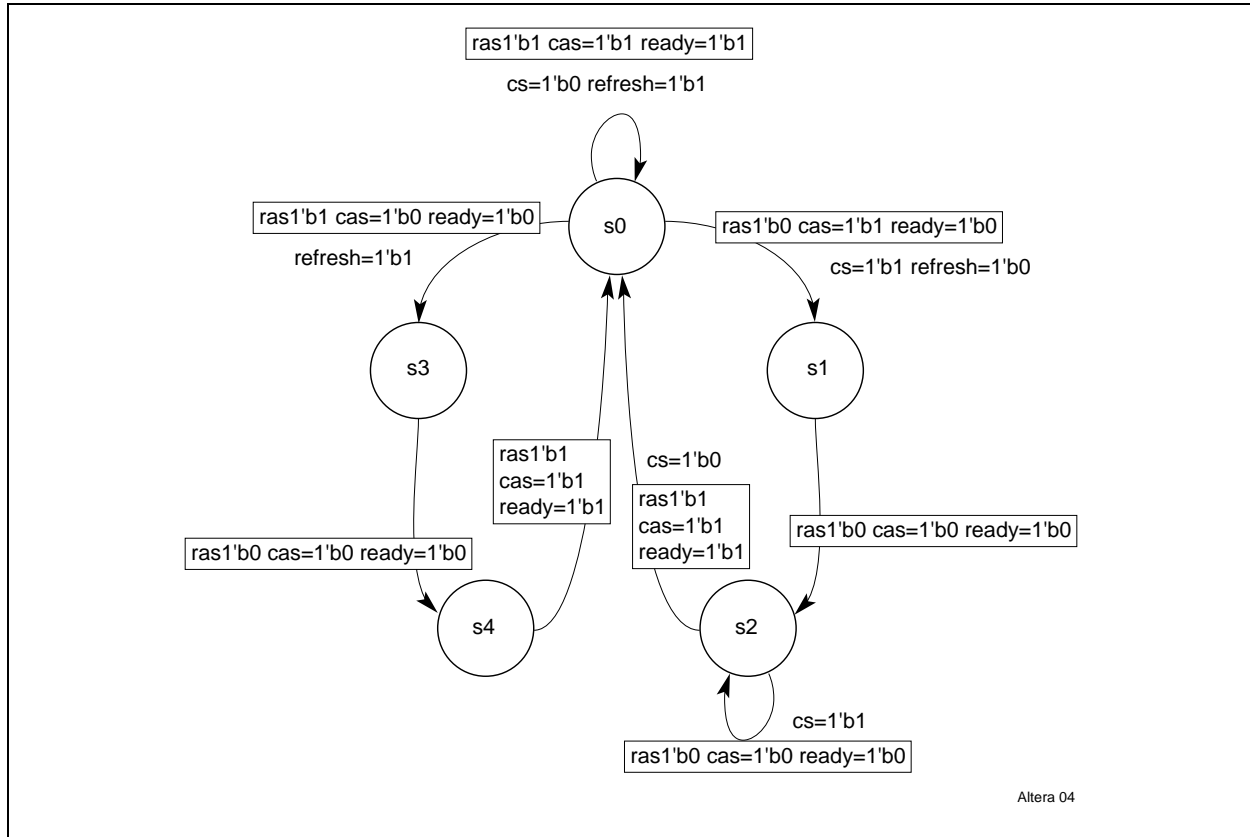 ras1'b1 cas=1'b1 ready=1'b1
cs=1'b0 refresh=1'b1
ras1'b1 cas=1'b0 ready=1'b0
s0
ras1'b0 cas=1'b1 ready=1'b0
refresh=1'b1
cs=1'b1 refresh=1'b0
s3
s1
ras1'b1
cas=1'b1
ready=1'b1
cs=1'b0
ras1'b1
cas=1'b1
ready=1'b1
ras1'b0 cas=1'b0 ready=1'b0
ras1'b0 cas=1'b0 ready=1'b0
s4
s2
cs=1'b1
ras1'b0 cas=1'b0 ready=1'b0
Altera 04